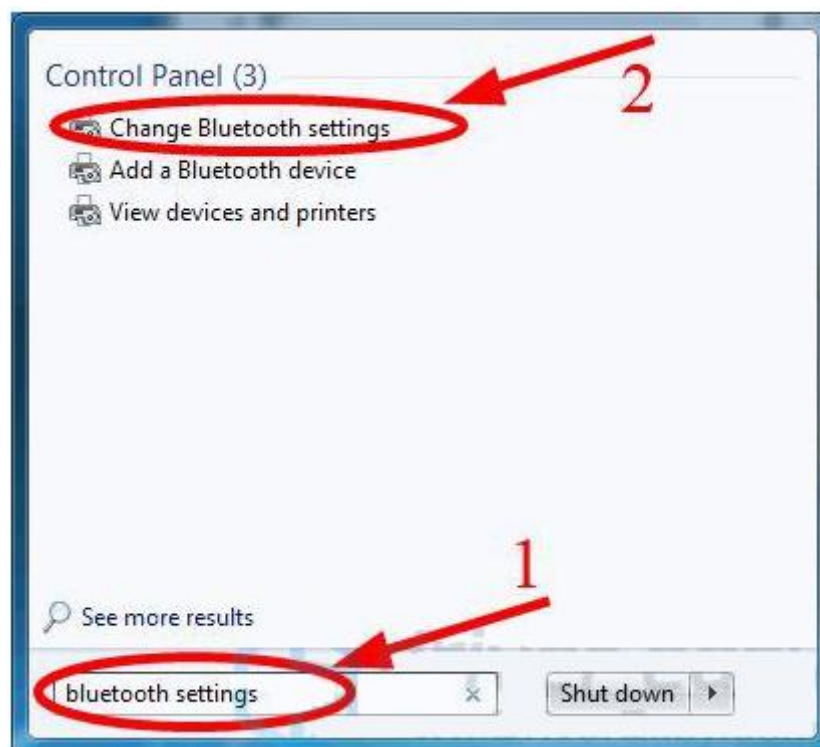 Control Panel (3)
2
Change Bluetooth settings
Add a Bluetooth device
View devices and printers
1
See more results
bluetooth settings
Shut down